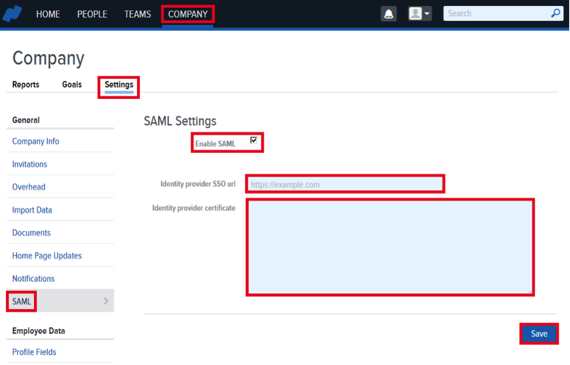 HOME PEOPLE TEAMS COMPANY Search
Company
Reports Goals Settings
General
Company Info
Invitations
Overhead
Import Data
Documents
Home Page Updates
Notifications
SAML
Employee Data
Profile Fields
SAML Settings
Enable SAML
Identity provider SSO url https://example.com
Identity provider certificate
Save